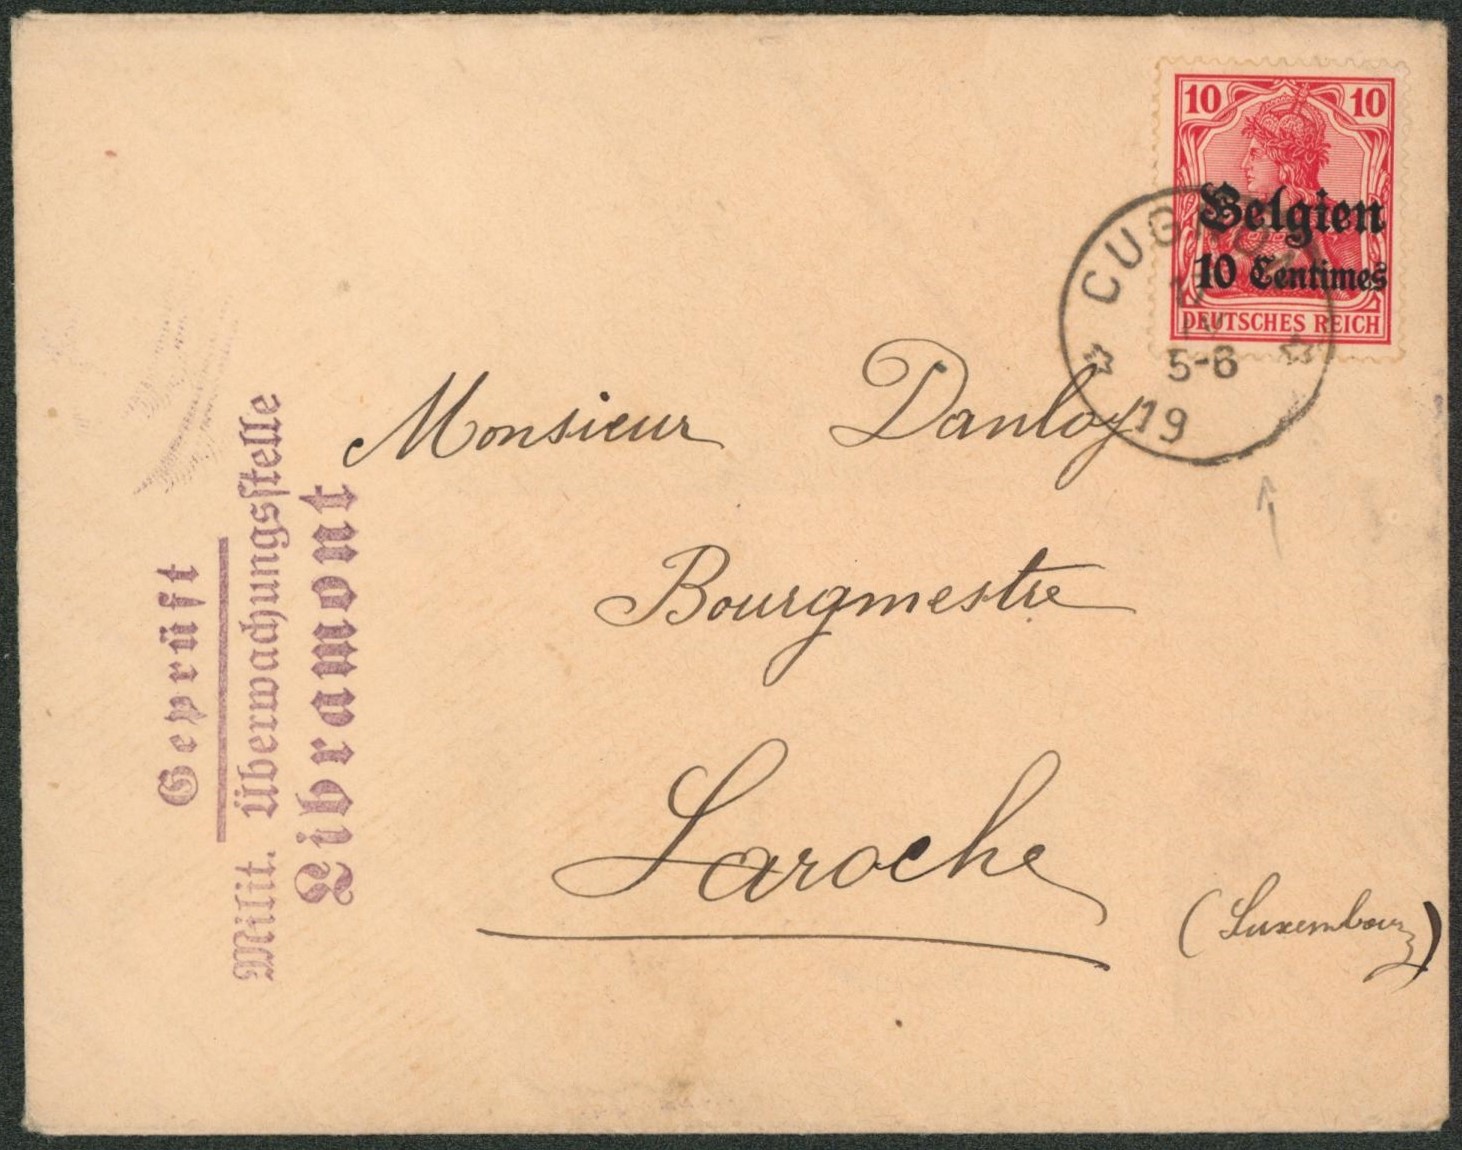 10 10
Belgien
10 Centimes
DEUTSCHES REICH
5-6
19
Monsieur Danloy
Bourgmestre
Laroche
(Luxembourg)
Geprüft
Milit. Überwachungsstelle
Libramont